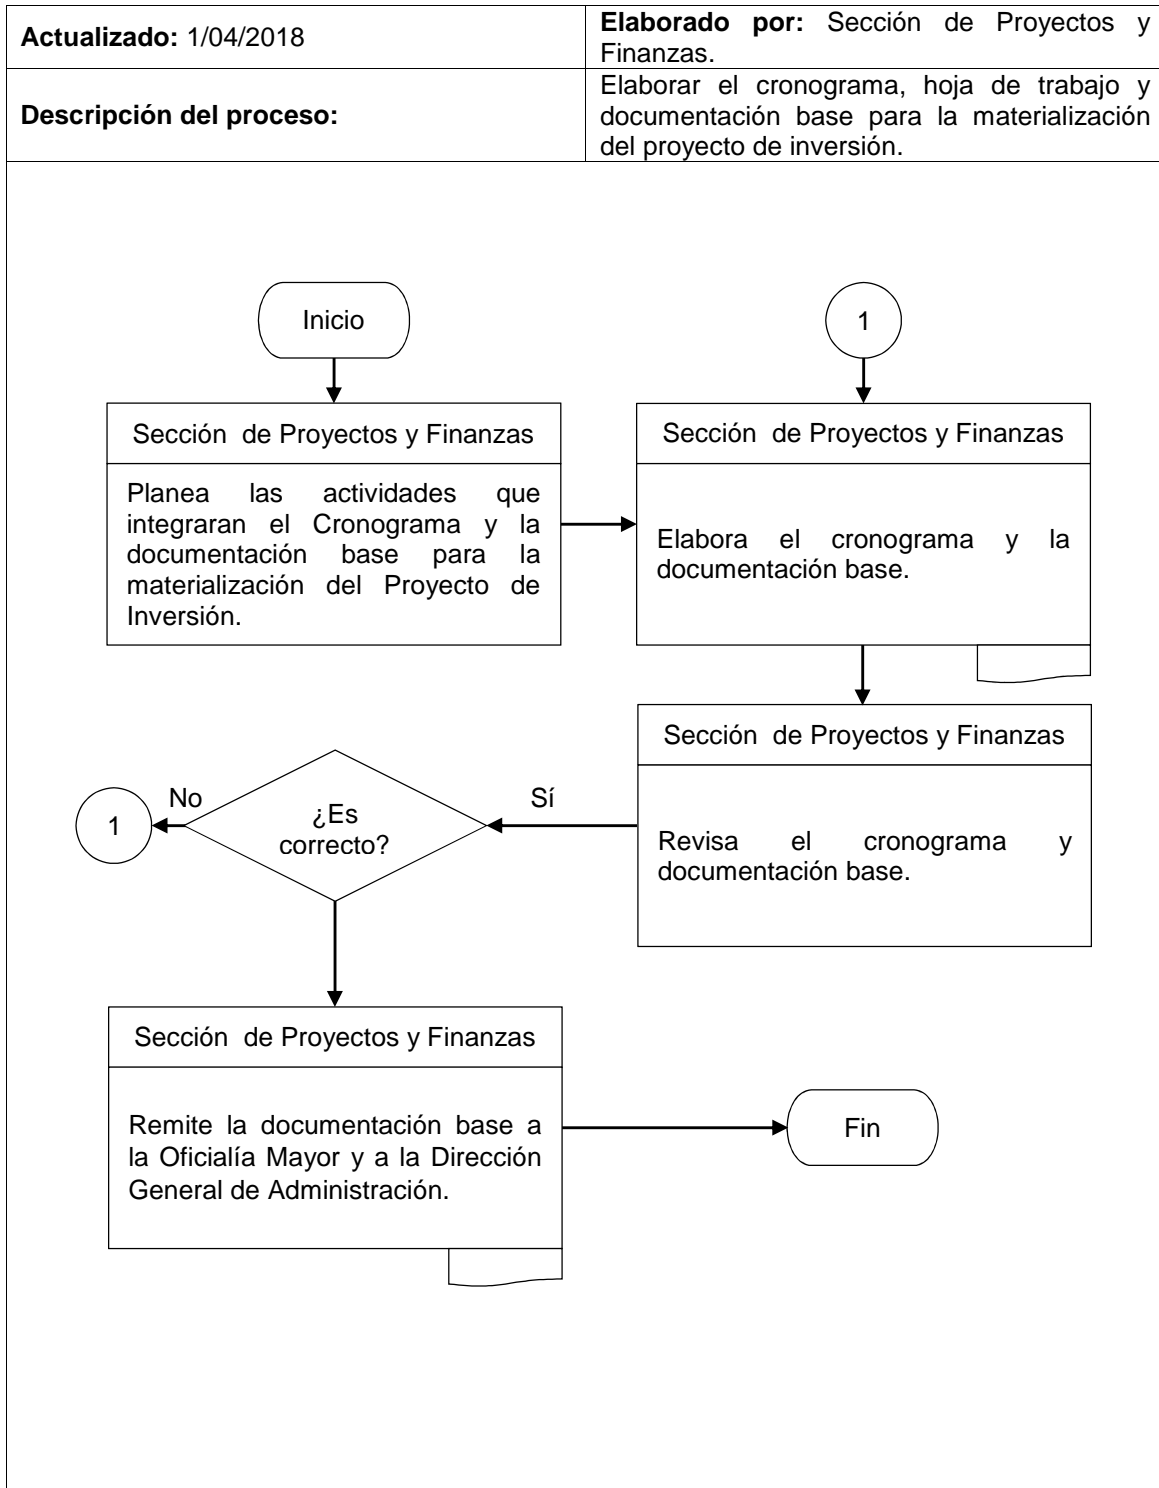 Actualizado: 1/04/2018
Elaborado por: Sección de Proyectos y
Finanzas.
Descripción del proceso:
Elaborar el cronograma, hoja de trabajo y
documentación base para la materialización
del proyecto de inversión.
Inicio
1
Sección de Proyectos y Finanzas
Planea las actividades que
integraran el Cronograma y la
documentación base para la
materialización del Proyecto de
Inversión.
Sección de Proyectos y Finanzas
Elabora el cronograma y la
documentación base.
Sección de Proyectos y Finanzas
Revisa el cronograma y
documentación base.
Sí
¿Es
correcto?
No
1
Sección de Proyectos y Finanzas
Remite la documentación base a
la Oficialía Mayor y a la Dirección
General de Administración.
Fin